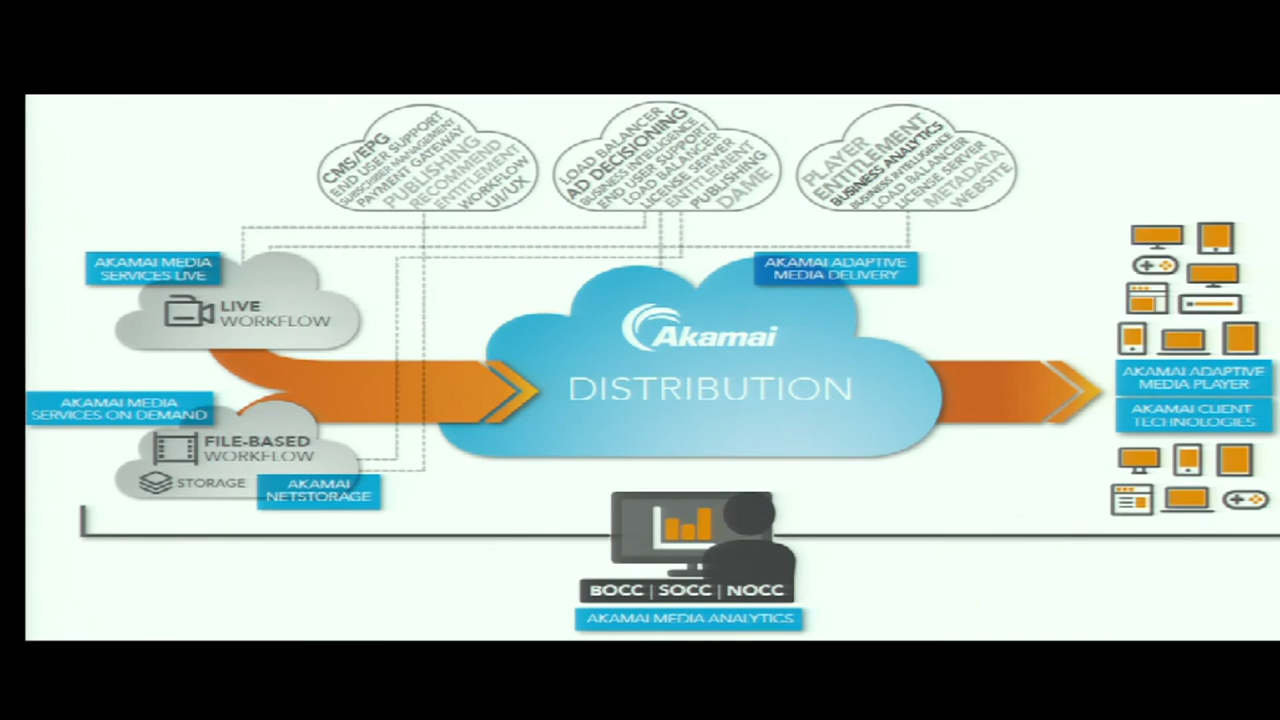 CMS/EPG
END USER SUPPORT
SUBSCRIBER MANAGEMENT
PAYMENT GATEWAY
PUBLISHING
RECOMMEND
ENTITLEMENT
WORKFLOW
UI/UX
LOAD BALANCER
AD DECISIONING
BUSINESS INTELLIGENCE
END USER SUPPORT
LOAD BALANCER
LICENSE SERVER
ENTITLEMENT
PUBLISHING
DAME
PLAYER
ENTITLEMENT
BUSINESS ANALYTICS
BUSINESS INTELLIGENCE
LOAD BALANCER
LICENSE SERVER
METADATA
WEBSITE
AKAMAI MEDIA
SERVICES LIVE
LIVE
WORKFLOW
AKAMAI ADAPTIVE
MEDIA DELIVERY
Akamai
DISTRIBUTION
AKAMAI MEDIA
SERVICES ON DEMAND
FILE-BASED
WORKFLOW
STORAGE
AKAMAI
NETSTORAGE
AKAMAI ADAPTIVE
MEDIA PLAYER
AKAMAI CLIENT
TECHNOLOGIES
BOCC | SOCC | NOCC
AKAMAI MEDIA ANALYTICS